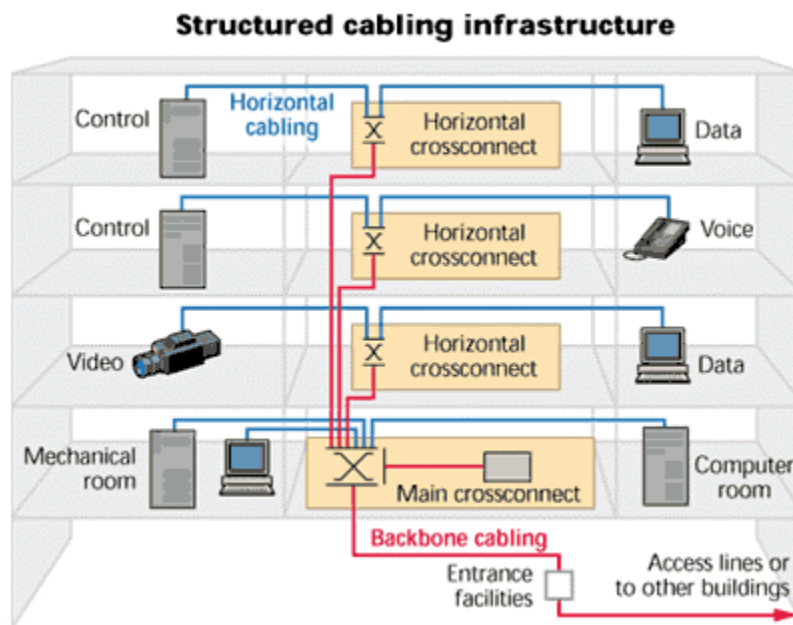 Structured cabling infrastructure
Control
Horizontal
cabling
Horizontal
crossconnect
Data
Control
Horizontal
crossconnect
Voice
Video
Horizontal
crossconnect
Data
Mechanical
room
Main crossconnect
Computer
room
Backbone cabling
Entrance
facilities
Access lines or
to other buildings